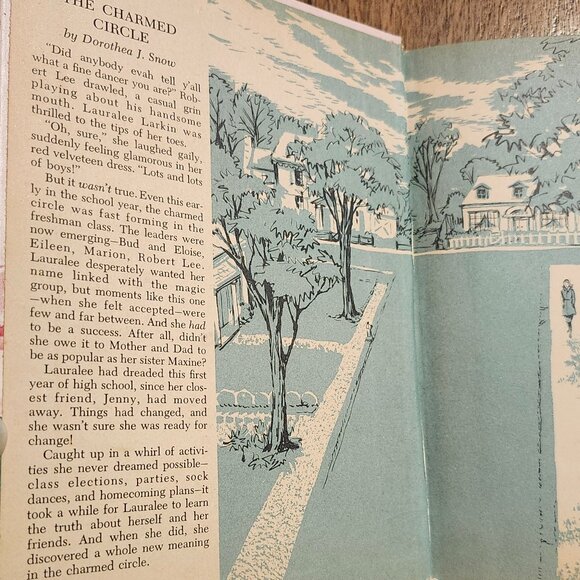 THE CHARMED
CIRCLE
by Dorothea J. Snow
"Did anybody evah tell y'all
what a fine dancer you are?" Rob-
ert Lee drawled, a casual grin
playing about his handsome
mouth. Lauralee Larkin was
thrilled to the tips of her toes.
"Oh, sure," she laughed gaily,
suddenly feeling glamorous in her
red velveteen dress. "Lots and lots
of boys!"
But it wasn't true. Even this ear-
ly in the school year, the charmed
circle was fast forming in the
freshman class. The leaders were
now emerging—Bud and Eloise,
Eileen, Marion, Robert Lee.
Lauralee desperately wanted her
name linked with the magic
group, but moments like this one
—when she felt accepted—were
few and far between. And she had
to be a success. After all, didn't
she owe it to Mother and Dad to
be as popular as her sister Maxine?
Lauralee had dreaded this first
year of high school, since her clos-
est friend, Jenny, had moved
away. Things had changed, and
she wasn't sure she was ready for
change!
Caught up in a whirl of activi-
ties she never dreamed possible—
class elections, parties, sock
dances, and homecoming plans—it
took a while for Lauralee to learn
the truth about herself and her
friends. And when she did, she
discovered a whole new meaning
in the charmed circle.